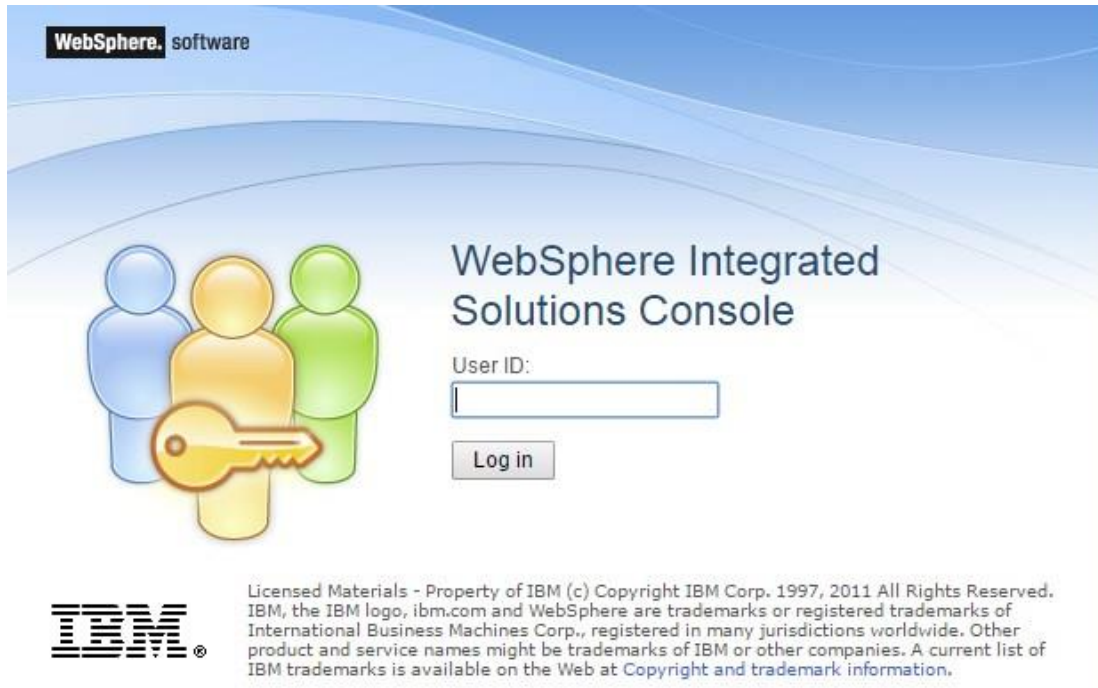 WebSphere. software
WebSphere Integrated
Solutions Console
User ID:
Log in
Licensed Materials - Property of IBM (c) Copyright IBM Corp. 1997, 2011 All Rights Reserved.
IBM, the IBM logo, ibm.com and WebSphere are trademarks or registered trademarks of
International Business Machines Corp., registered in many jurisdictions worldwide. Other
product and service names might be trademarks of IBM or other companies. A current list of
IBM trademarks is available on the Web at Copyright and trademark information.
IBM®